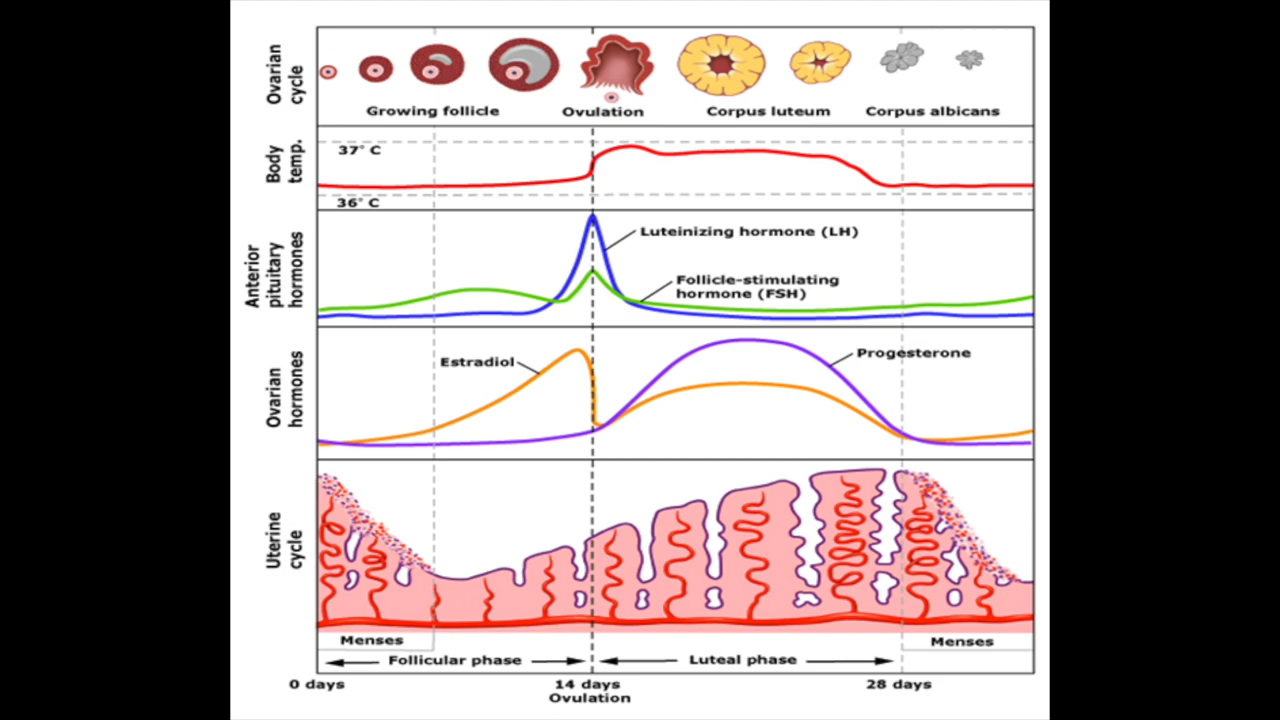 Ovarian
cycle
Growing follicle
Ovulation
Corpus luteum
Corpus albicans
Body
temp.
37° C
36° C
Anterior
pituitary
hormones
Luteinizing hormone (LH)
Follicle-stimulating
hormone (FSH)
Ovarian
hormones
Estradiol
Progesterone
Uterine
cycle
Menses
Menses
Follicular phase
Luteal phase
0 days
14 days
Ovulation
28 days